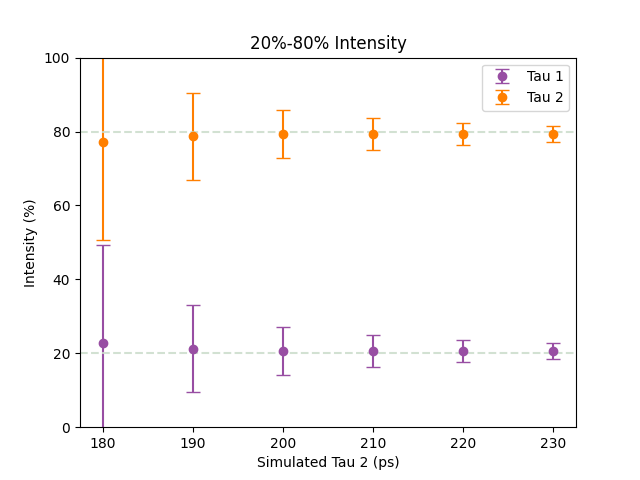 20%-80% Intensity
100
80
60
40
20
0
Intensity (%)
Tau 1
Tau 2
180 190 200 210 220 230
Simulated Tau 2 (ps)